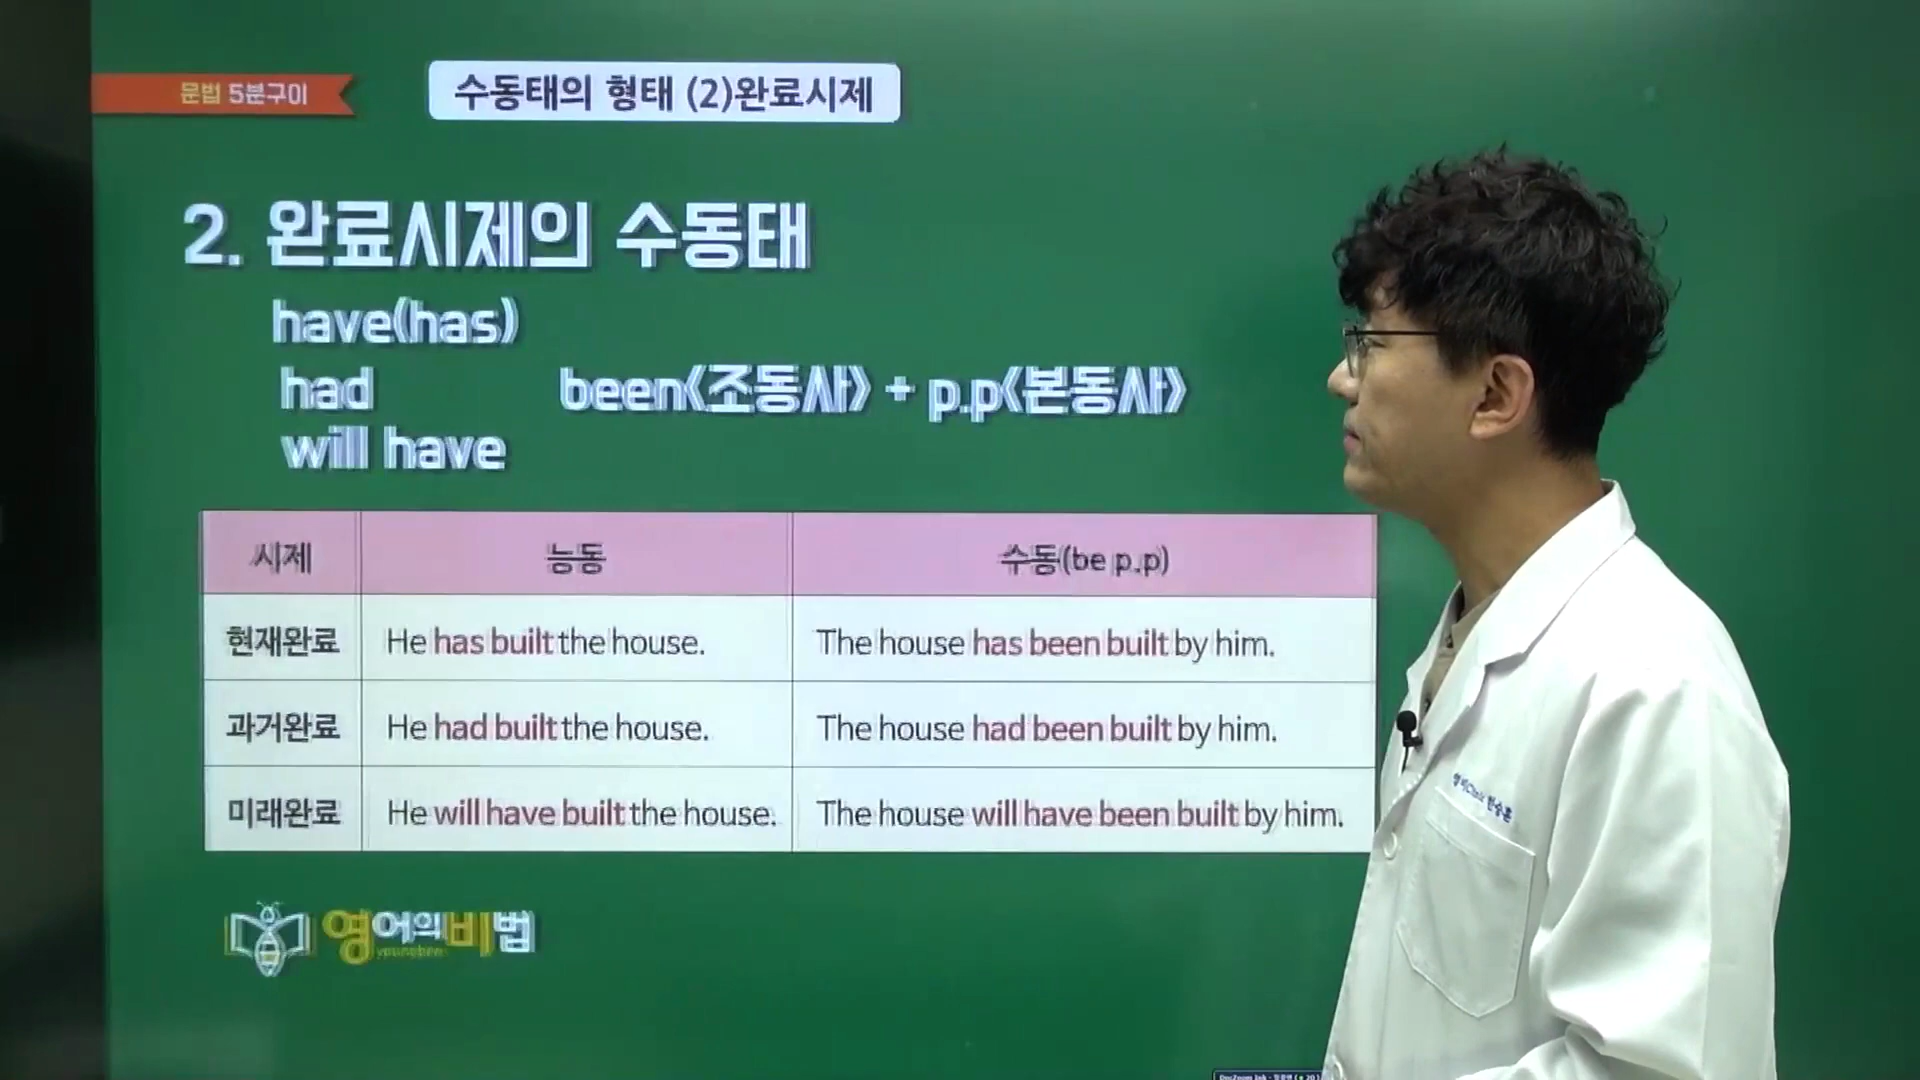 문법 5분구이
수동태의 형태 (2)완료시제
2. 완료시제의 수동태
have(has)
had been<조동사> + p.p<본동사>
will have
시제 능동 수동(be p.p)
현재완료 He has built the house. The house has been built by him.
과거완료 He had built the house. The house had been built by him.
미래완료 He will have built the house. The house will have been built by him.
영어의비법
youngbee